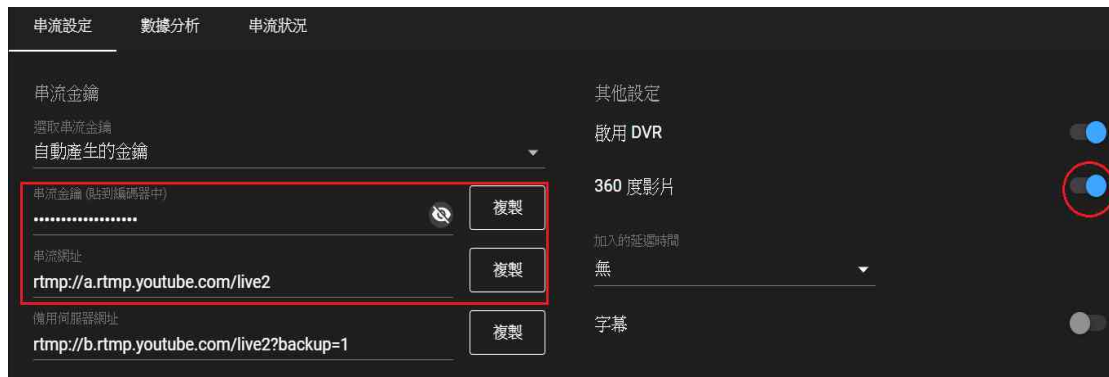 串流設定 數據分析 串流狀況
串流金鑰
選取串流金鑰
自動產生的金鑰
串流金鑰 (貼到編碼器中)
••••••••••••••••••
複製
串流網址
rtmp://a.rtmp.youtube.com/live2
複製
備用伺服器網址
rtmp://b.rtmp.youtube.com/live2?backup=1
複製
其他設定
啟用 DVR
360 度影片
加入的延遲時間
無
字幕